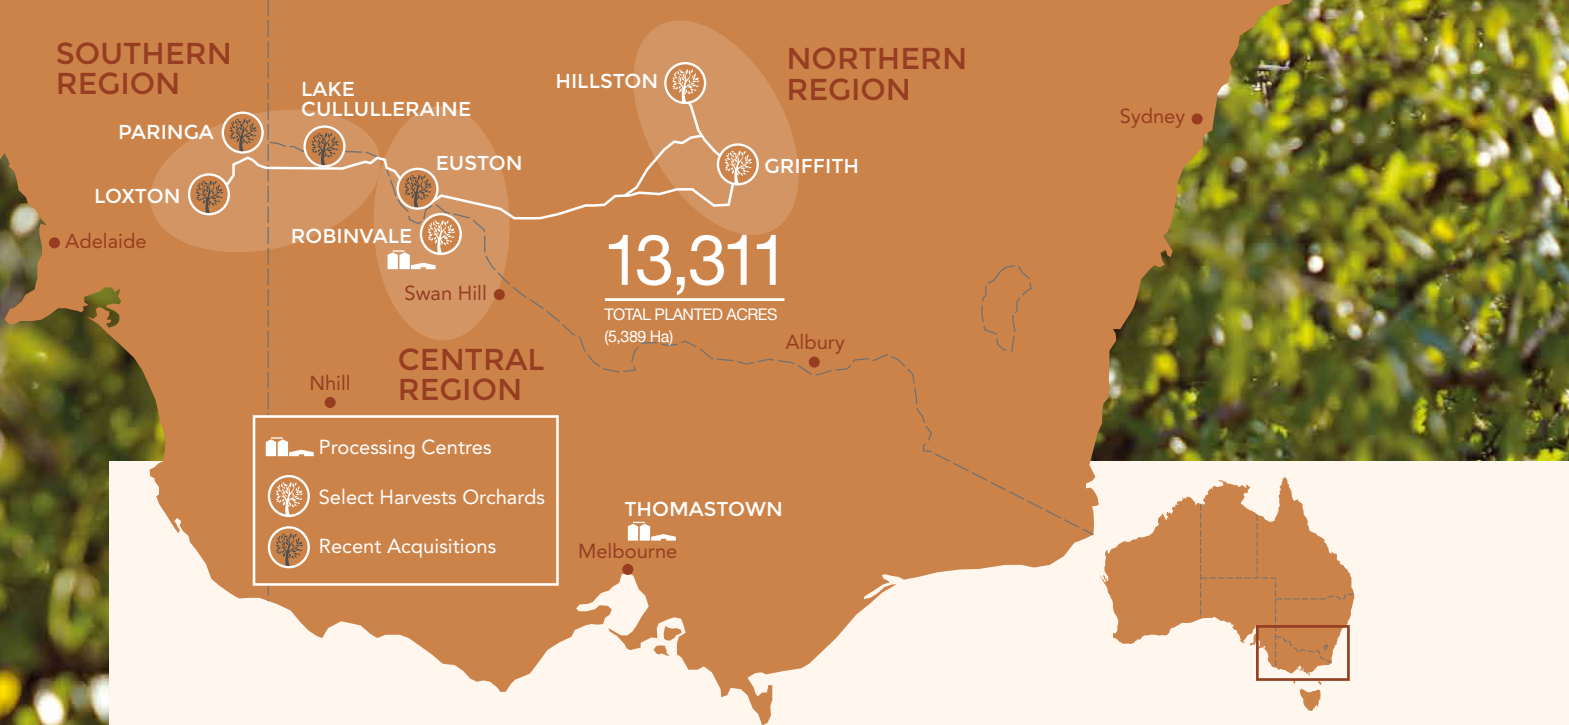 SOUTHERN
REGION
LAKE
CULLULLERAINE
PARINGA
LOXTON
Adelaide
EUSTON
ROBINVALE
Swan Hill
CENTRAL
REGION
HILLSTON
NORTHERN
REGION
GRIFFITH
Sydney
13,311
TOTAL PLANTED ACRES
(5,389 Ha)
Albury
Nhill
Processing Centres
Select Harvests Orchards
Recent Acquisitions
THOMASTOWN
Melbourne